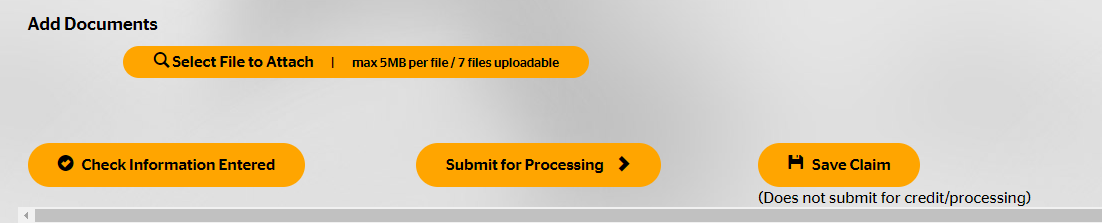 Add Documents
Select File to Attach | max 5MB per file / 7 files uploadable
Check Information Entered
Submit for Processing
Save Claim
(Does not submit for credit/processing)